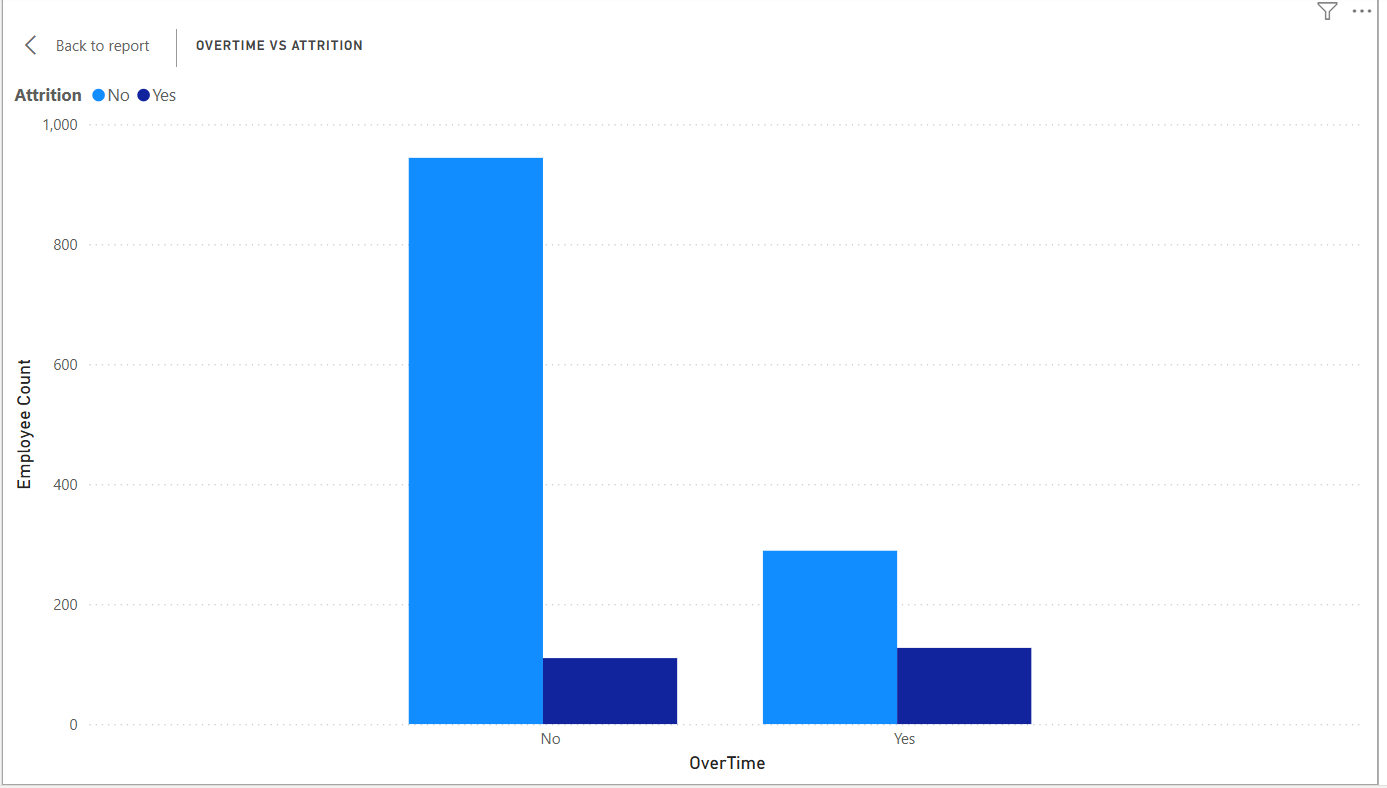 Back to report
OVERTIME VS ATTRITION
Attrition No Yes
1,000
800
600
400
200
0
Employee Count
No Yes
OverTime